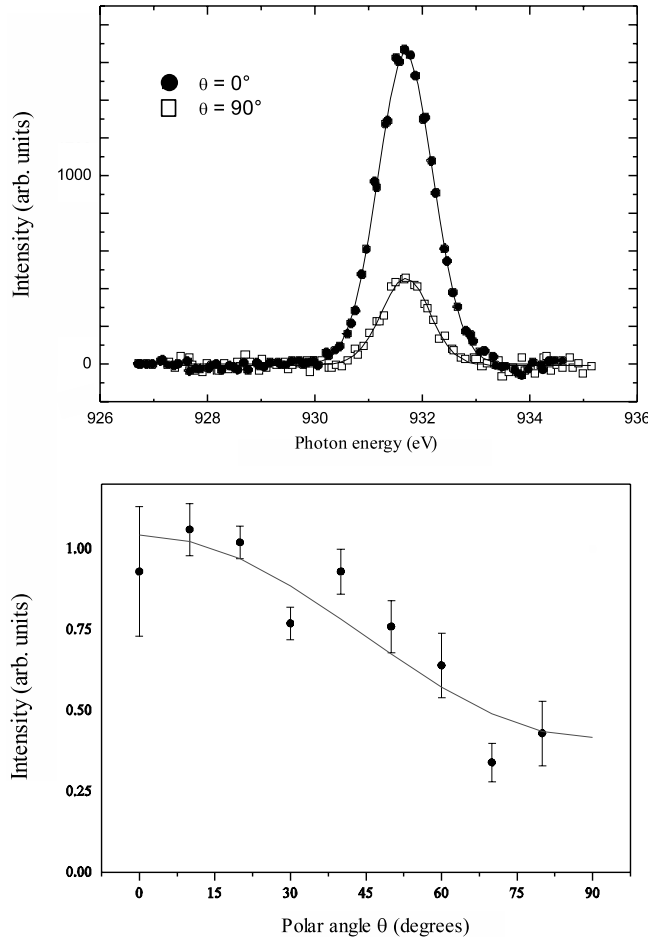 θ = 0°
θ = 90°
Intensity (arb. units)
1000
0
926 928 930 932 934 936
Photon energy (eV)
Intensity (arb. units)
1.00
0.75
0.50
0.25
0.00
0 15 30 45 60 75 90
Polar angle θ (degrees)